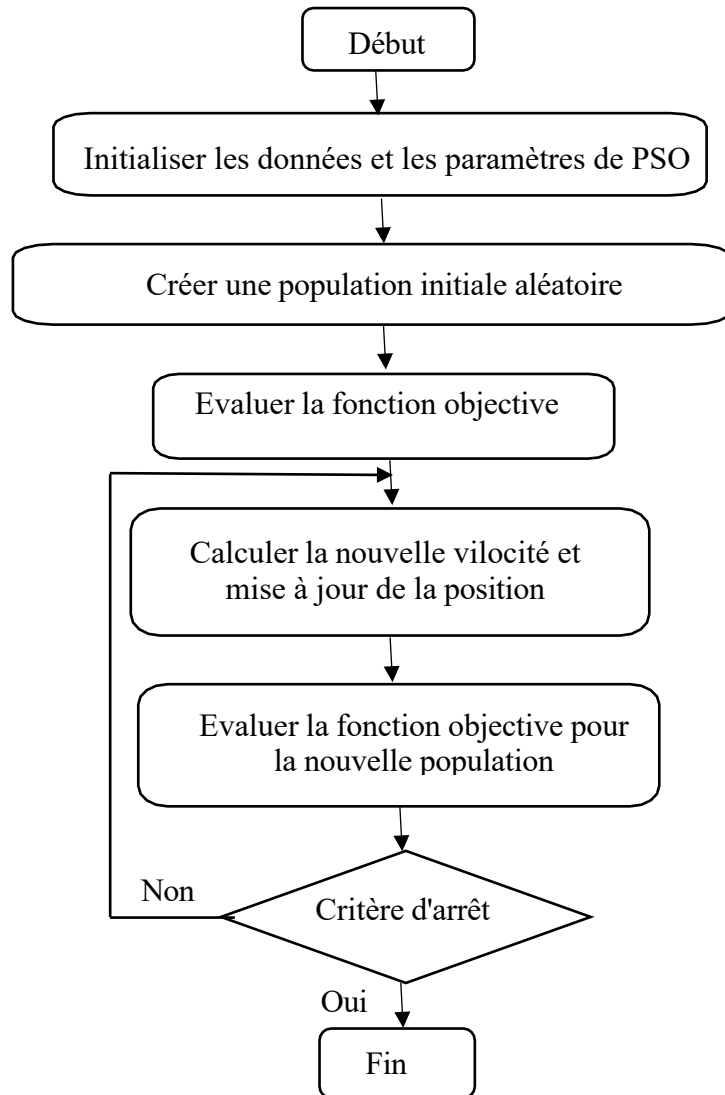 Début
Initialiser les données et les paramètres de PSO
Créer une population initiale aléatoire
Evaluer la fonction objective
Calculer la nouvelle vilocité et
mise à jour de la position
Evaluer la fonction objective pour
la nouvelle population
Non
Critère d'arrêt
Oui
Fin